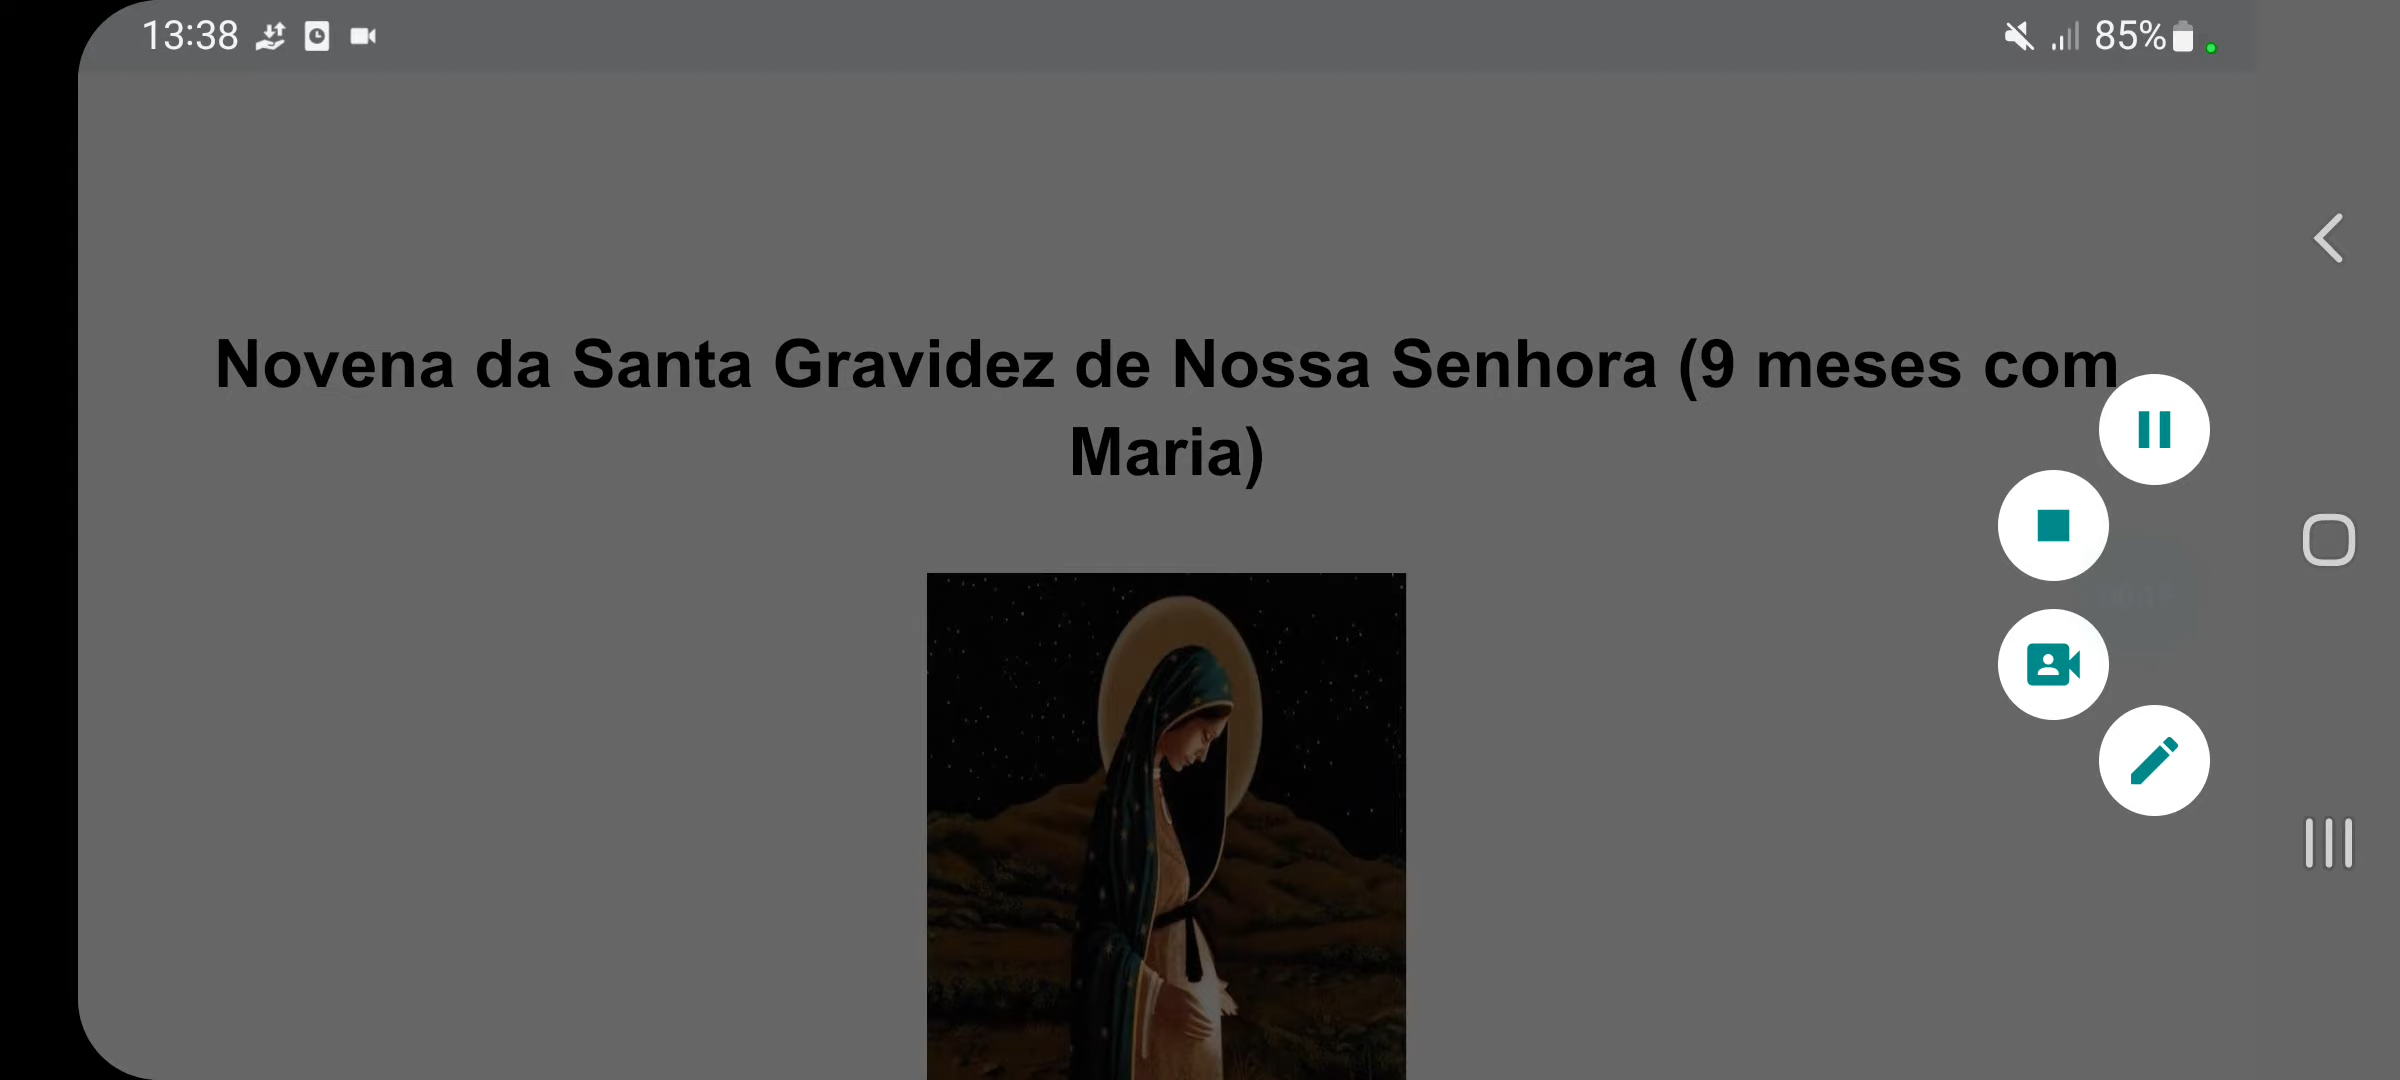 13:38
85%
Novena da Santa Gravidez de Nossa Senhora (9 meses com
Maria)